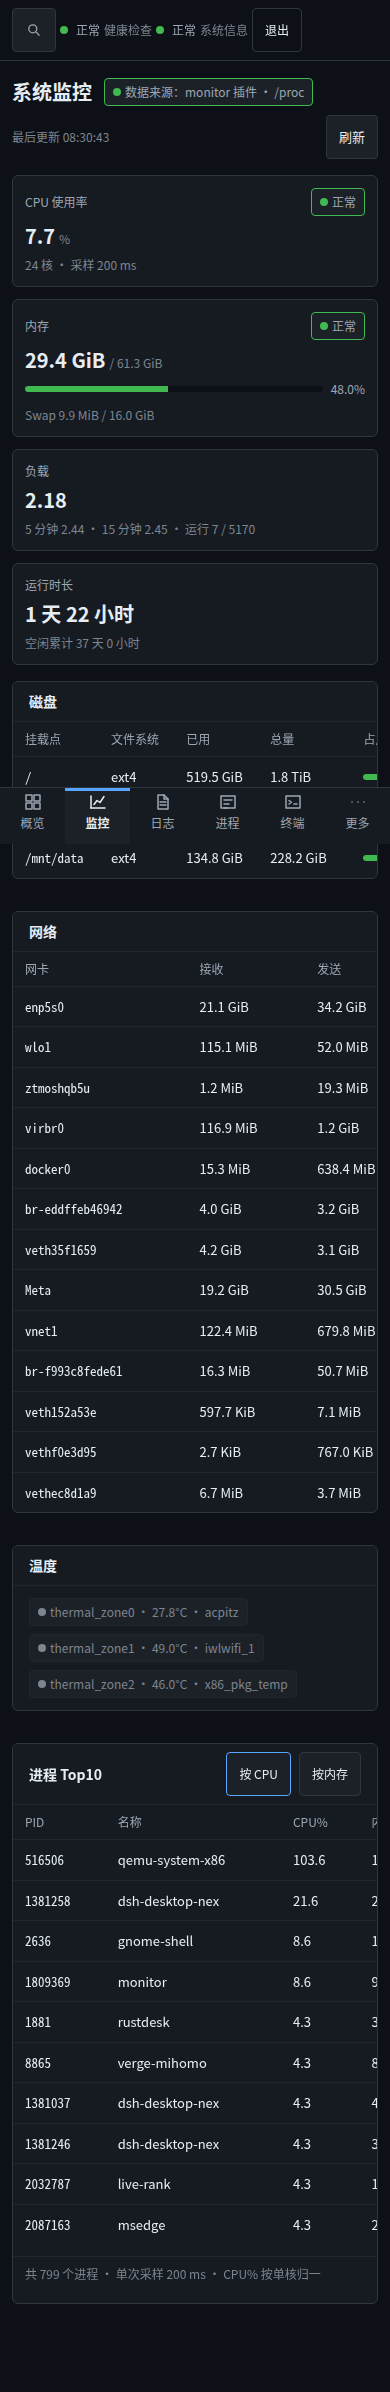 正常 健康检查 正常 系统信息 退出
系统监控 数据来源：monitor 插件 · /proc
最后更新 08:30:43 刷新
CPU 使用率 正常
7.7 %
24 核 · 采样 200 ms
内存 正常
29.4 GiB / 61.3 GiB
48.0%
Swap 9.9 MiB / 16.0 GiB
负载
2.18
5 分钟 2.44 · 15 分钟 2.45 · 运行 7 / 5170
运行时长
1 天 22 小时
空闲累计 37 天 0 小时
磁盘
挂载点 文件系统 已用 总量
/ ext4 519.5 GiB 1.8 TiB
概览 监控 日志 进程 终端 更多
/mnt/data ext4 134.8 GiB 228.2 GiB
网络
网卡 接收 发送
enp5s0 21.1 GiB 34.2 GiB
wlo1 115.1 MiB 52.0 MiB
ztmoshqb5u 1.2 MiB 19.3 MiB
virbr0 116.9 MiB 1.2 GiB
docker0 15.3 MiB 638.4 MiB
br-eddffeb46942 4.0 GiB 3.2 GiB
veth35f1659 4.2 GiB 3.1 GiB
Meta 19.2 GiB 30.5 GiB
vnet1 122.4 MiB 679.8 MiB
br-f993c8fede61 16.3 MiB 50.7 MiB
veth152a53e 597.7 KiB 7.1 MiB
vethf0e3d95 2.7 KiB 767.0 KiB
vethec8d1a9 6.7 MiB 3.7 MiB
温度
thermal_zone0 · 27.8°C · acpitz
thermal_zone1 · 49.0°C · iwlwifi_1
thermal_zone2 · 46.0°C · x86_pkg_temp
进程 Top10 按 CPU 按内存
PID 名称 CPU%
516506 qemu-system-x86 103.6
1381258 dsh-desktop-nex 21.6
2636 gnome-shell 8.6
1809369 monitor 8.6
1881 rustdesk 4.3
8865 verge-mihomo 4.3
1381037 dsh-desktop-nex 4.3
1381246 dsh-desktop-nex 4.3
2032787 live-rank 4.3
2087163 msedge 4.3
共 799 个进程 · 单次采样 200 ms · CPU% 按单核归一